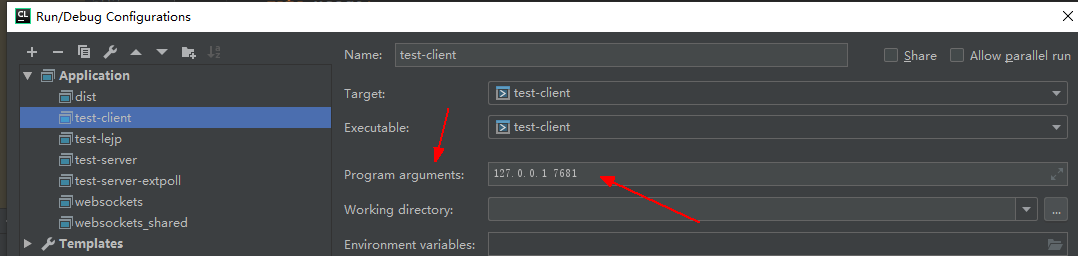 CL Run/Debug Configurations
Name: test-client Share Allow parallel run
Application
dist
Target: test-client
test-client
Executable: test-client
test-lejp
test-server
test-server-extpoll
Program arguments: 127.0.0.1 7681
websockets
Working directory: ...
websockets_shared
Templates
Environment variables: